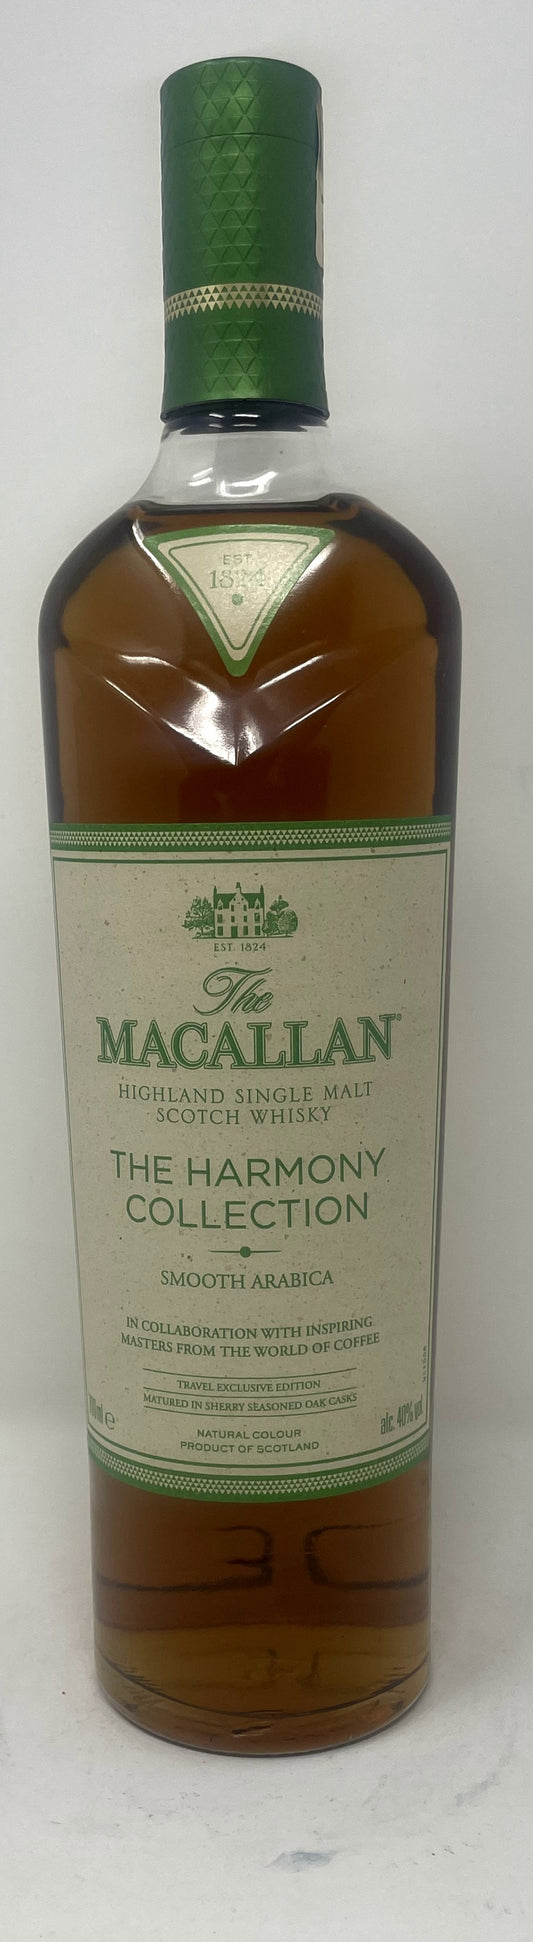 EST.
1824
EST. 1824
The
MACALLAN®
HIGHLAND SINGLE MALT
SCOTCH WHISKY
THE HARMONY
COLLECTION
SMOOTH ARABICA
IN COLLABORATION WITH INSPIRING
MASTERS FROM THE WORLD OF COFFEE
TRAVEL EXCLUSIVE EDITION
MATURED IN SHERRY SEASONED OAK CASKS
700ml e
alc. 40% vol
NATURAL COLOUR
PRODUCT OF SCOTLAND